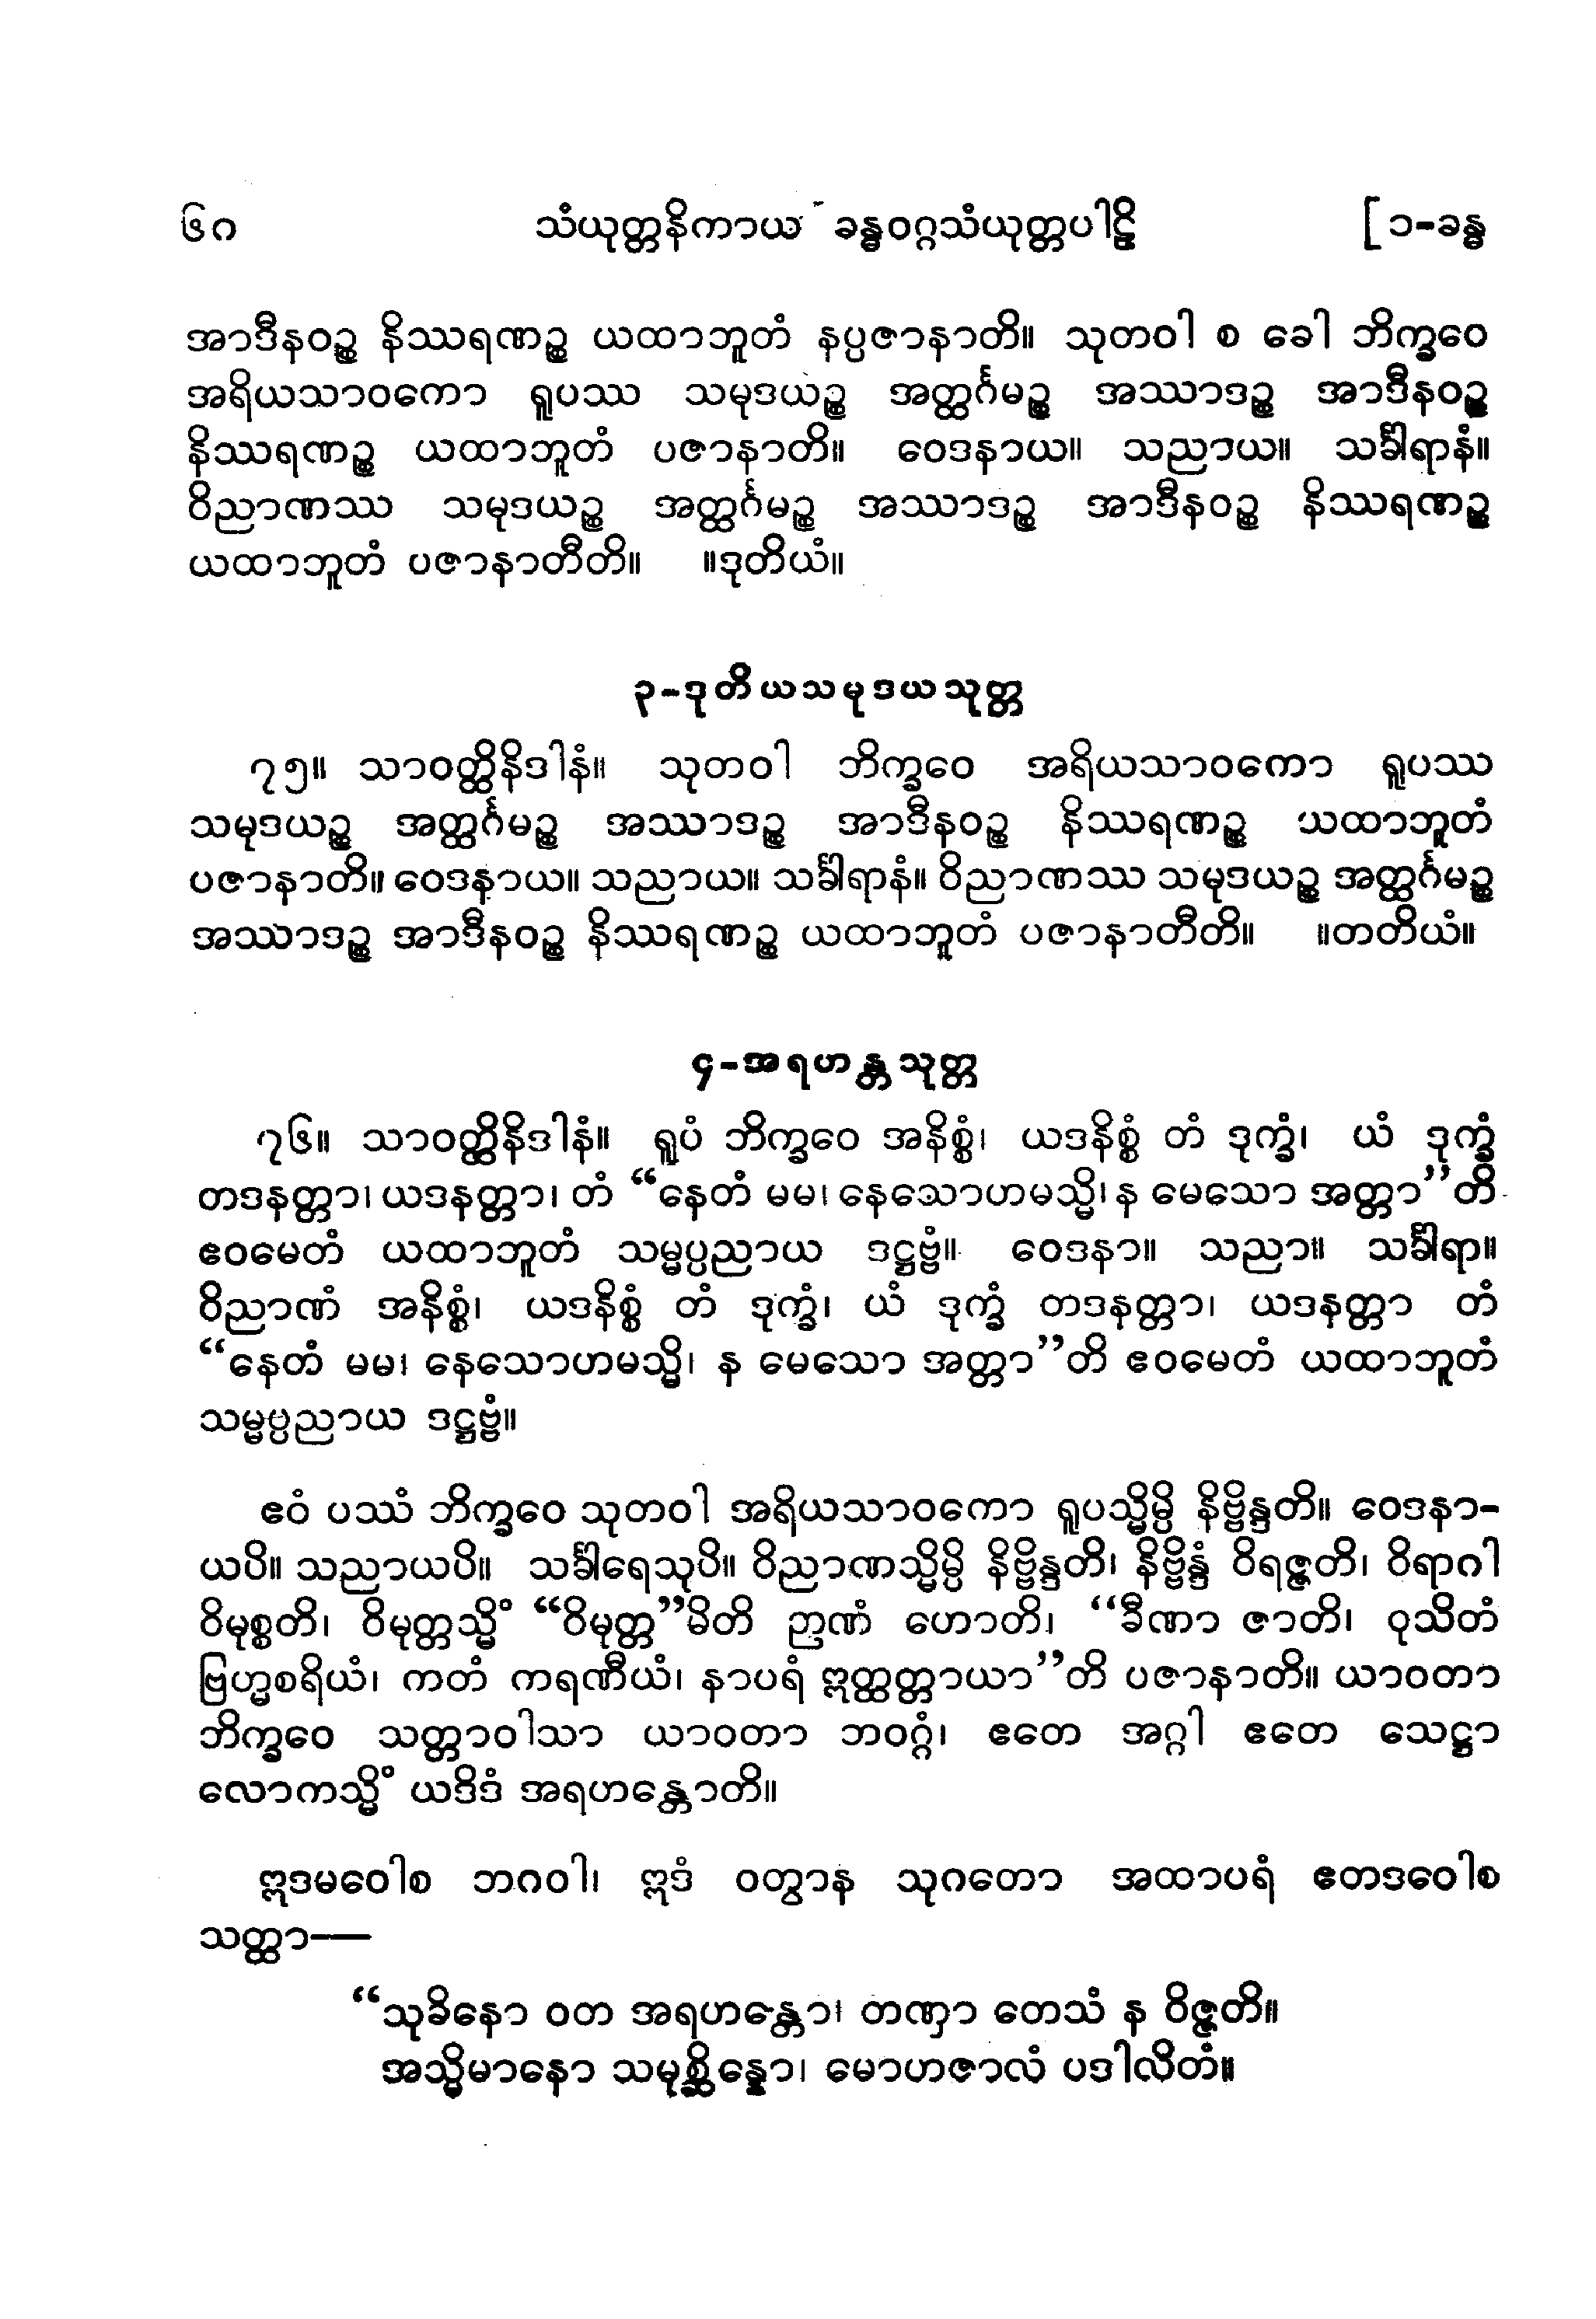 ၆ဂ သံယုတ္တနိကာယ ခန္ဓဝဂ္ဂသံယုတ္တပါဠိ [၁-ခန္ဓ
အာဒီနဝဉ္စ နိဿရဏဉ္စ ယထာဘူတံ နပ္ပဇာနာတိ။ သုတဝါ စ ခေါ ဘိက္ခဝေ
အရိယသာဝကော ရူပဿ သမုဒယဉ္စ အတ္ထင်္ဂမဉ္စ အဿာဒဉ္စ အာဒီနဝဉ္စ
နိဿရဏဉ္စ ယထာဘူတံ ပဇာနာတိ။ ဝေဒနာယ။ သညာယ။ သင်္ခါရာနံ။
ဝိညာဏဿ သမုဒယဉ္စ အတ္ထင်္ဂမဉ္စ အဿာဒဉ္စ အာဒီနဝဉ္စ နိဿရဏဉ္စ
ယထာဘူတံ ပဇာနာတီတိ။ ။ဒုတိယံ။
၃-ဒုတိယသမုဒယသုတ္တ
၇၅။ သာဝတ္ထိနိဒါနံ။ သုတဝါ ဘိက္ခဝေ အရိယသာဝကော ရူပဿ
သမုဒယဉ္စ အတ္ထင်္ဂမဉ္စ အဿာဒဉ္စ အာဒီနဝဉ္စ နိဿရဏဉ္စ ယထာဘူတံ
ပဇာနာတိ။ ဝေဒနာယ။ သညာယ။ သင်္ခါရာနံ။ ဝိညာဏဿ သမုဒယဉ္စ အတ္ထင်္ဂမဉ္စ
အဿာဒဉ္စ အာဒီနဝဉ္စ နိဿရဏဉ္စ ယထာဘူတံ ပဇာနာတီတိ။ ။တတိယံ။
၄-အရဟန္တသုတ္တ
၇၆။ သာဝတ္ထိနိဒါနံ။ ရူပံ ဘိက္ခဝေ အနိစ္စံ၊ ယဒနိစ္စံ တံ ဒုက္ခံ၊ ယံ ဒုက္ခံ
တဒနတ္တာ၊ ယဒနတ္တာ၊ တံ “နေတံ မမ၊ နေသောဟမသ္မိ၊ န မေသော အတ္တာ”တိ
ဧဝမေတံ ယထာဘူတံ သမ္မပ္ပညာယ ဒဋ္ဌဗ္ဗံ။ ဝေဒနာ။ သညာ။ သင်္ခါရာ။
ဝိညာဏံ အနိစ္စံ၊ ယဒနိစ္စံ တံ ဒုက္ခံ၊ ယံ ဒုက္ခံ တဒနတ္တာ၊ ယဒနတ္တာ တံ
“နေတံ မမ၊ နေသောဟမသ္မိ၊ န မေသော အတ္တာ”တိ ဧဝမေတံ ယထာဘူတံ
သမ္မပ္ပညာယ ဒဋ္ဌဗ္ဗံ။
ဧဝံ ပဿံ ဘိက္ခဝေ သုတဝါ အရိယသာဝကော ရူပသ္မိမ္ပိ နိဗ္ဗိန္ဒတိ။ ဝေဒနာ-
ယပိ။ သညာယပိ။ သင်္ခါရေသုပိ။ ဝိညာဏသ္မိမ္ပိ နိဗ္ဗိန္ဒတိ၊ နိဗ္ဗိန္ဒံ ဝိရဇ္ဇတိ၊ ဝိရာဂါ
ဝိမုစ္စတိ၊ ဝိမုတ္တသ္မိံ “ဝိမုတ္တ”မိတိ ဉာဏံ ဟောတိ၊ “ခီဏာ ဇာတိ၊ ဝုသိတံ
ဗြဟ္မစရိယံ၊ ကတံ ကရဏီယံ၊ နာပရံ ဣတ္ထတ္တာယာ”တိ ပဇာနာတိ။ ယာဝတာ
ဘိက္ခဝေ သတ္တာဝါသာ ယာဝတာ ဘဝဂ္ဂံ၊ ဧတေ အဂ္ဂါ ဧတေ သေဋ္ဌာ
လောကသ္မိံ ယဒိဒံ အရဟန္တောတိ။
ဣဒမဝေါစ ဘဂဝါ၊ ဣဒံ ဝတွာန သုဂတော အထာပရံ ဧတဒဝေါစ
သတ္ထာ—
“သုခိနော ဝတ အရဟန္တော၊ တဏှာ တေသံ န ဝိဇ္ဇတိ။
အသ္မိမာနော သမုစ္ဆိန္နော၊ မောဟဇာလံ ပဒါလိတံ။